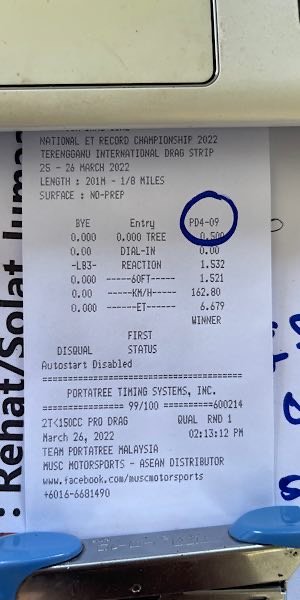 NATIONAL ET RECORD CHAMPIONSHIP 2022
TERENGGANU INTERNATIONAL DRAG STRIP
25 - 26 MARCH 2022
LENGTH : 201M - 1/8 MILES
SURFACE : NO-PREP
BYE Entry PD4-09
0.000 0.000 TREE 0.500
0.00 DIAL-IN 0.00
-LB3- REACTION 1.532
0.000 -----60FT----- 1.521
0.00 -----KM/H----- 162.80
0.000 ------ET------ 6.679
WINNER
FIRST
DISQUAL STATUS
Autostart Disabled
========================================
PORTATREE TIMING SYSTEMS, INC.
================ 99/100 ==========600214
2T<150CC PRO DRAG QUAL RND 1
March 26, 2022 02:13:12 PM
TEAM PORTATREE MALAYSIA
MUSC MOTORSPORTS - ASEAN DISTRIBUTOR
www.facebook.com/muscmotorsports
+6016-6681490
: Rehat/Solat Jumaa